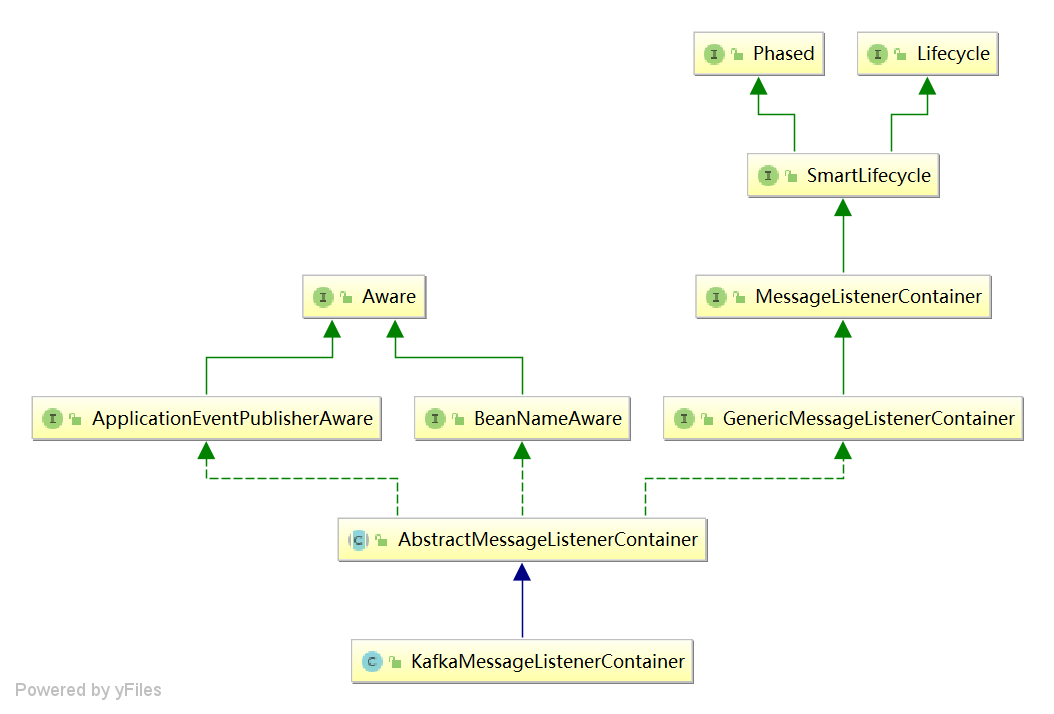 I Phased
I Lifecycle
I SmartLifecycle
I Aware
I MessageListenerContainer
I ApplicationEventPublisherAware
I BeanNameAware
I GenericMessageListenerContainer
C AbstractMessageListenerContainer
C KafkaMessageListenerContainer
Powered by yFiles